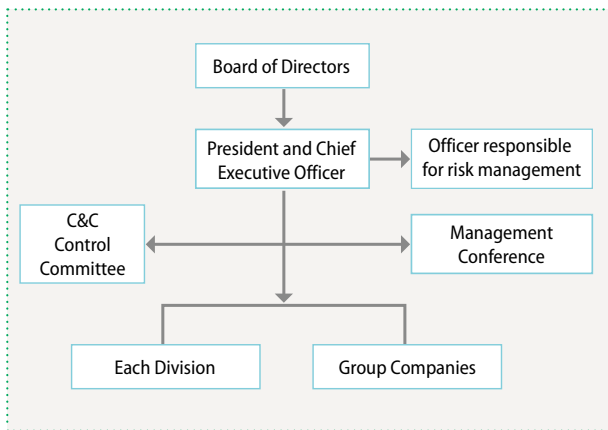 Board of Directors
President and Chief
Executive Officer
Officer responsible
for risk management
C&C
Control
Committee
Management
Conference
Each Division
Group Companies